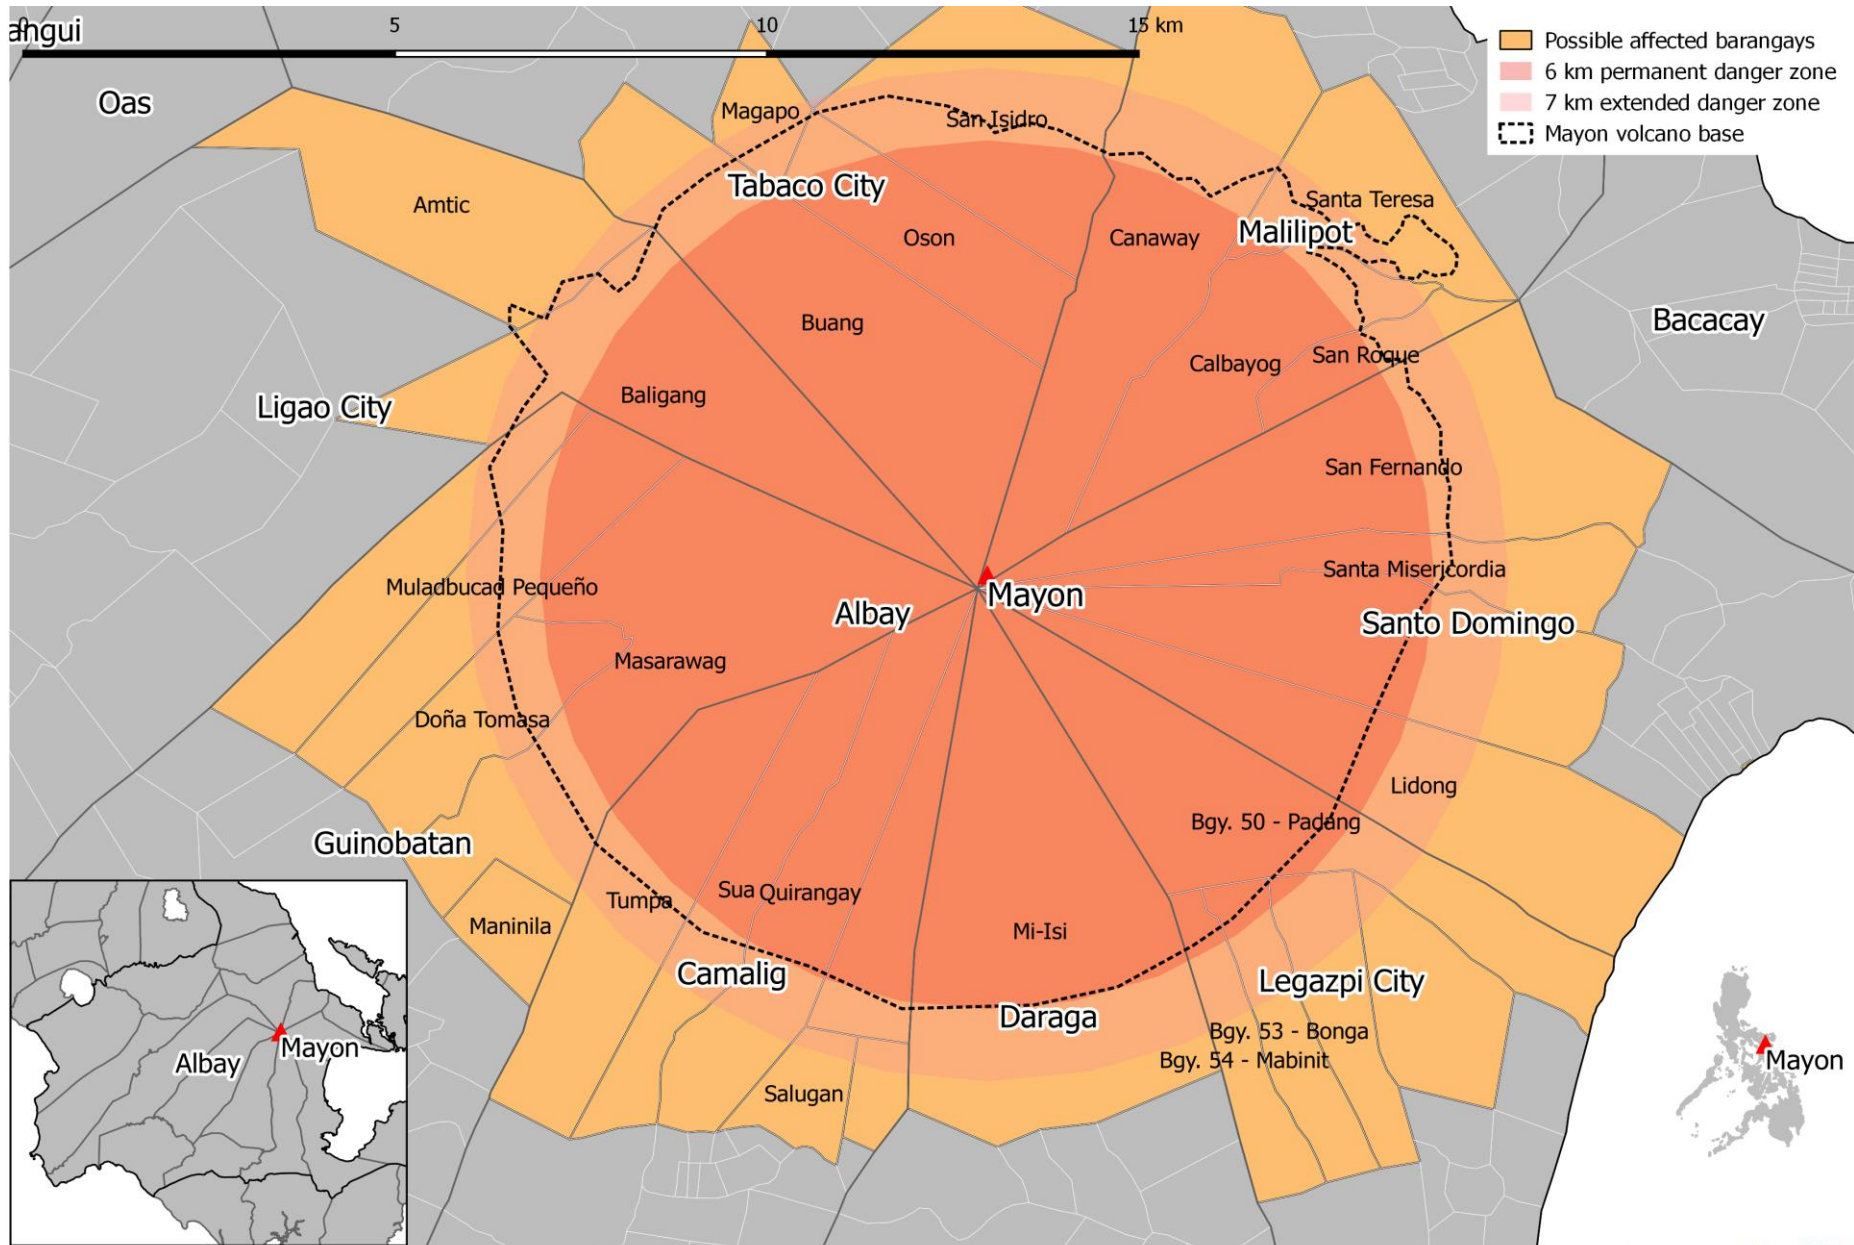 0
5
10
15 km
angui
Possible affected barangays
6 km permanent danger zone
7 km extended danger zone
Mayon volcano base
Oas
Magapo
San Isidro
Tabaco City
Amtic
Santa Teresa
Oson
Canaway
Malilipot
Buang
Bacacay
San Roque
Calbayog
Baligang
Ligao City
San Fernando
Santa Misericordia
Muladbucad Pequeño
Mayon
Albay
Santo Domingo
Masarawag
Doña Tomasa
Lidong
Bgy. 50 - Padang
Guinobatan
Sua
Quirangay
Tumpa
Maninila
Mi-Isi
Camalig
Legazpi City
Daraga
Bgy. 53 - Bonga
Bgy. 54 - Mabinit
Salugan
Mayon
Albay
Mayon